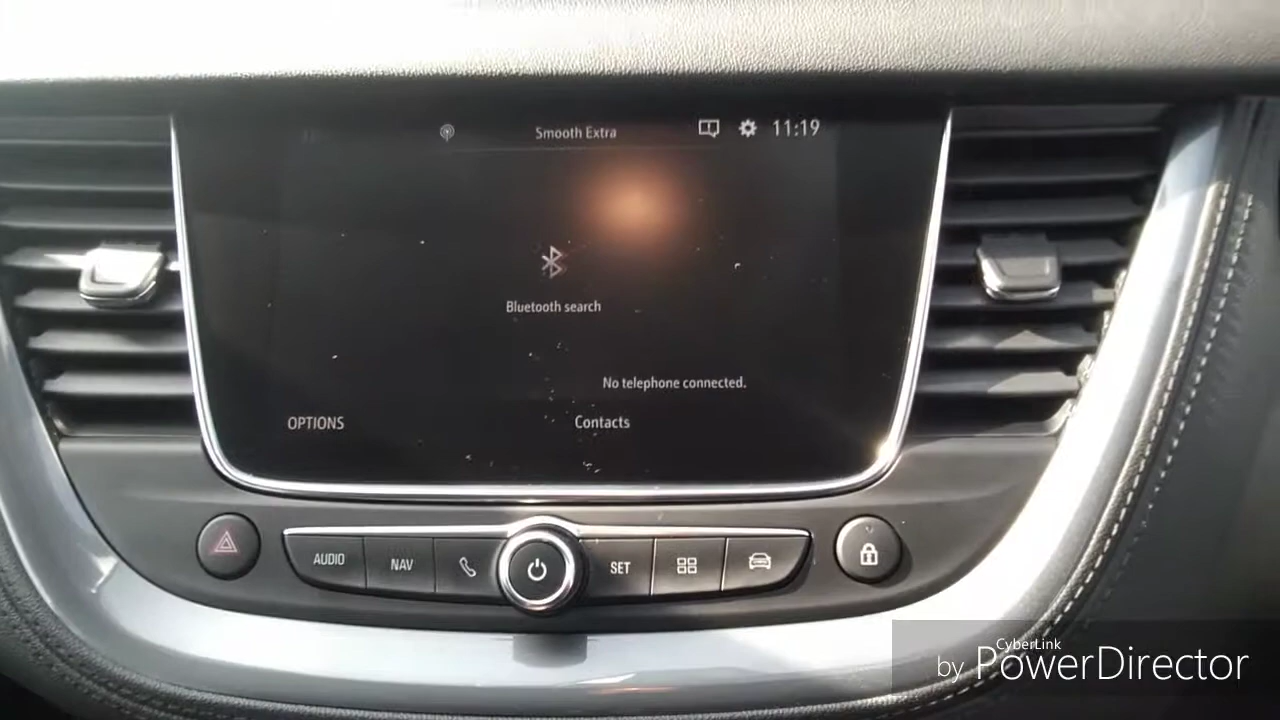 Smooth Extra
11:19
Bluetooth search
No telephone connected.
OPTIONS
Contacts
AUDIO
NAV
SET
CyberLink
by PowerDirector